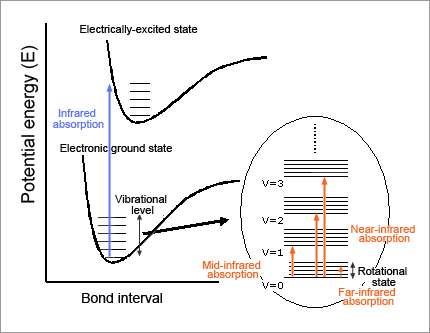 Electrically-excited state
Potential energy (E)
Infrared
absorption
Electronic ground state
Vibrational
level
Bond interval
V=3
V=2
V=1
V=0
Near-infrared
absorption
Mid-infrared
absorption
Rotational
state
Far-infrared
absorption